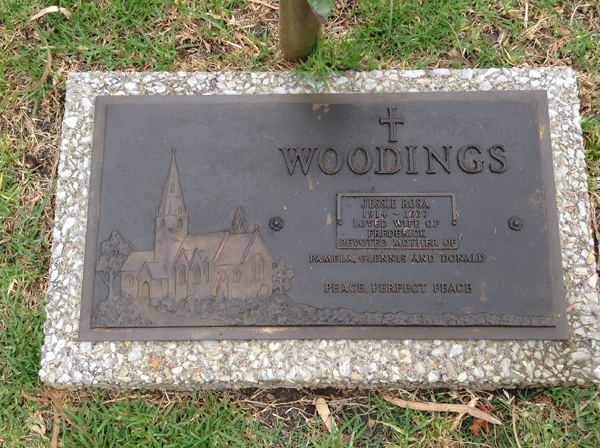 WOODINGS
JESSIE ROSA
1914 - 1977
LOVED WIFE OF
FREDERICK
DEVOTED MOTHER OF
PAMELA, GLENNIS AND DONALD
PEACE, PERFECT PEACE